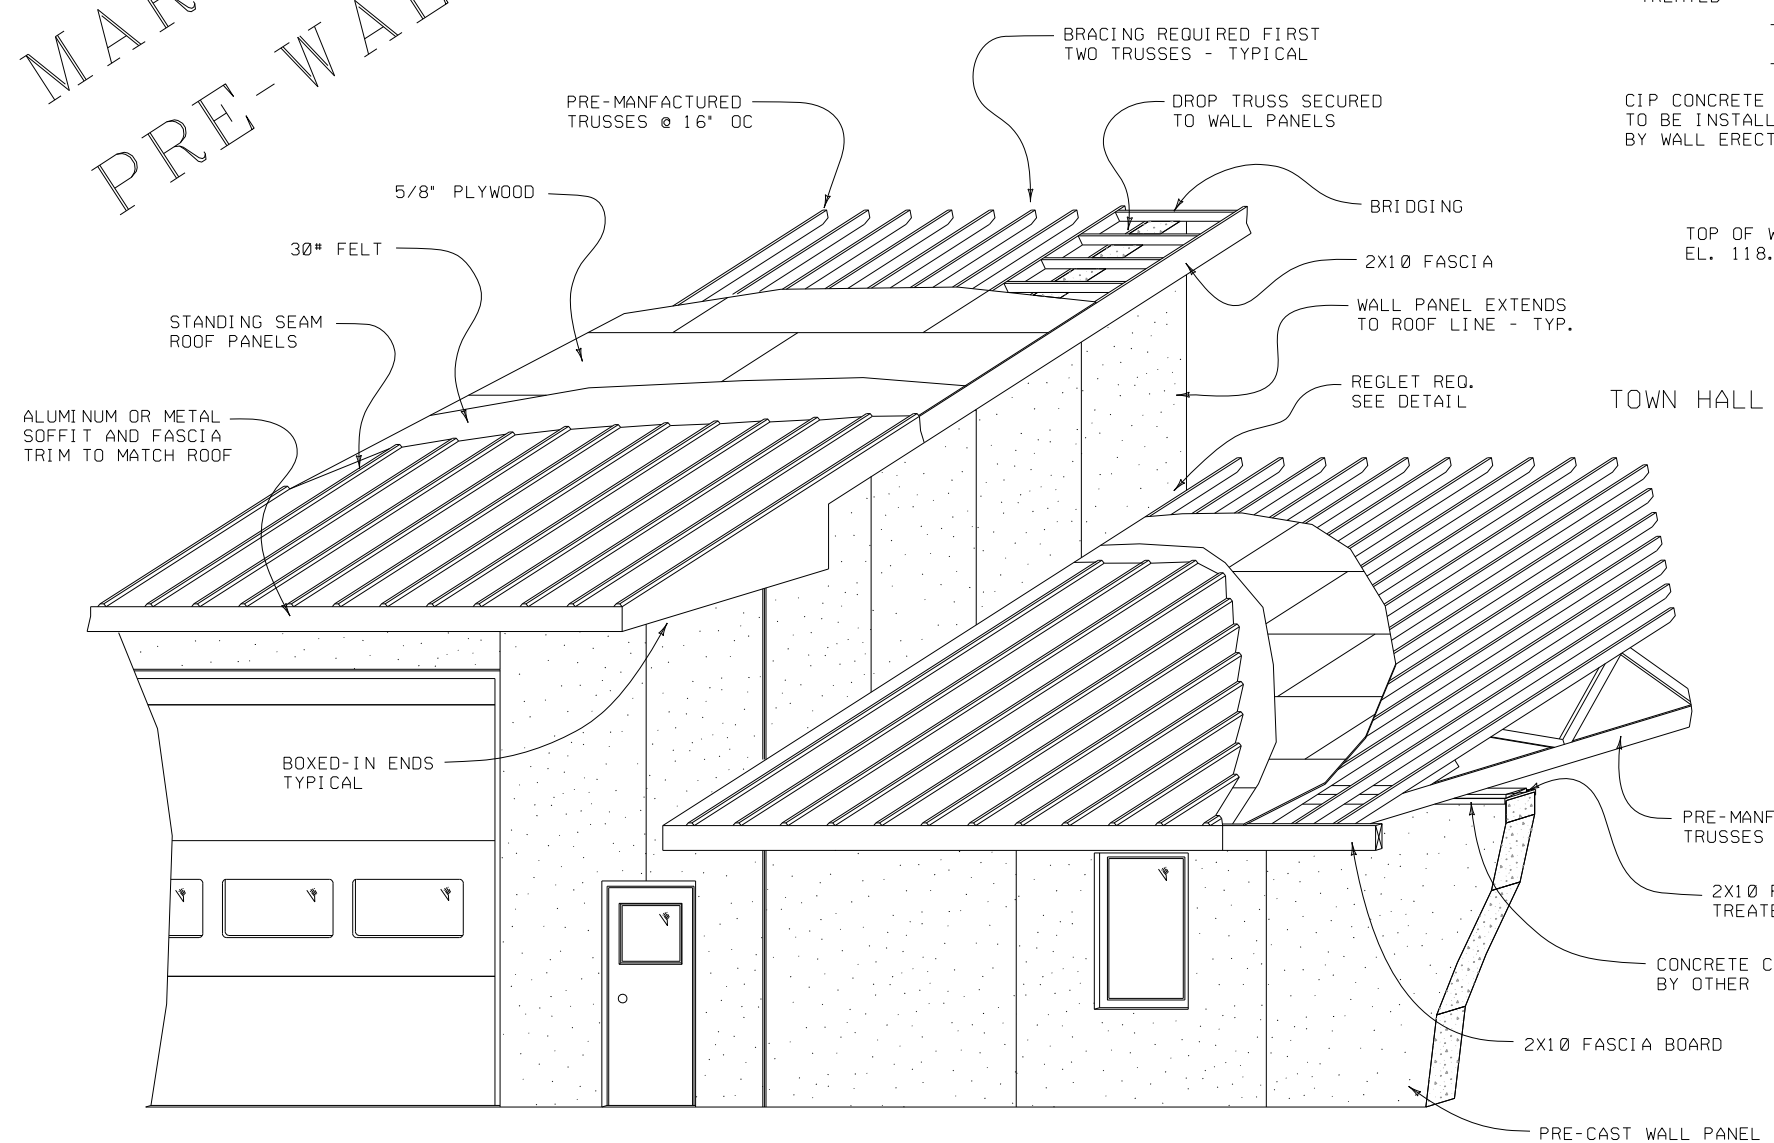 MAR
PRE-WAL
TREATED
BRACING REQUIRED FIRST
TWO TRUSSES - TYPICAL
PRE-MANFACTURED
TRUSSES @ 16" OC
DROP TRUSS SECURED
TO WALL PANELS
CIP CONCRETE
TO BE INSTALL
BY WALL ERECT
5/8" PLYWOOD
BRIDGING
30# FELT
TOP OF W
EL. 118.
2X10 FASCIA
STANDING SEAM
ROOF PANELS
WALL PANEL EXTENDS
TO ROOF LINE - TYP.
REGLET REQ.
SEE DETAIL
TOWN HALL
ALUMINUM OR METAL
SOFFIT AND FASCIA
TRIM TO MATCH ROOF
BOXED-IN ENDS
TYPICAL
PRE-MANF
TRUSSES
2X10 P
TREATE
CONCRETE C
BY OTHER
2X10 FASCIA BOARD
PRE-CAST WALL PANEL